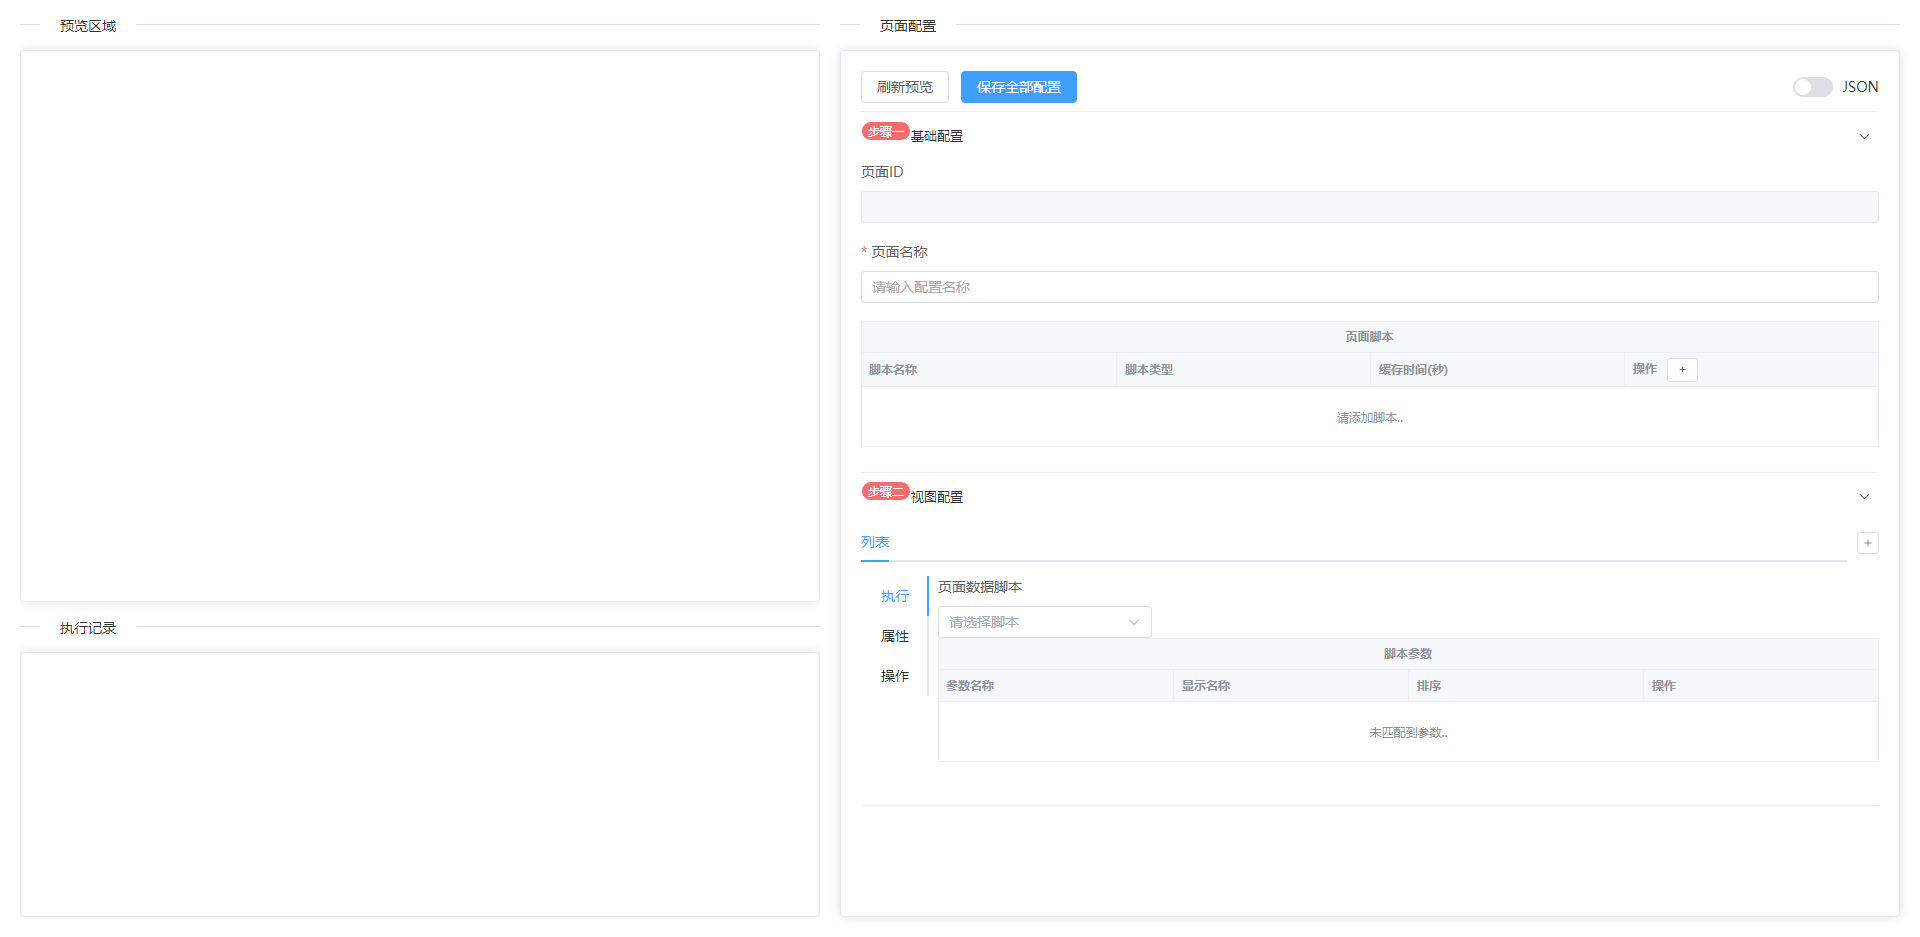 预览区域
执行记录
页面配置
刷新预览 保存全部配置 JSON
步骤一 基础配置
页面ID
* 页面名称
请输入配置名称
页面脚本
脚本名称 脚本类型 缓存时间(秒) 操作 +
请添加脚本..
步骤二 视图配置
列表 +
执行
属性
操作
页面数据脚本
请选择脚本
脚本参数
参数名称 显示名称 排序 操作
未匹配到参数..